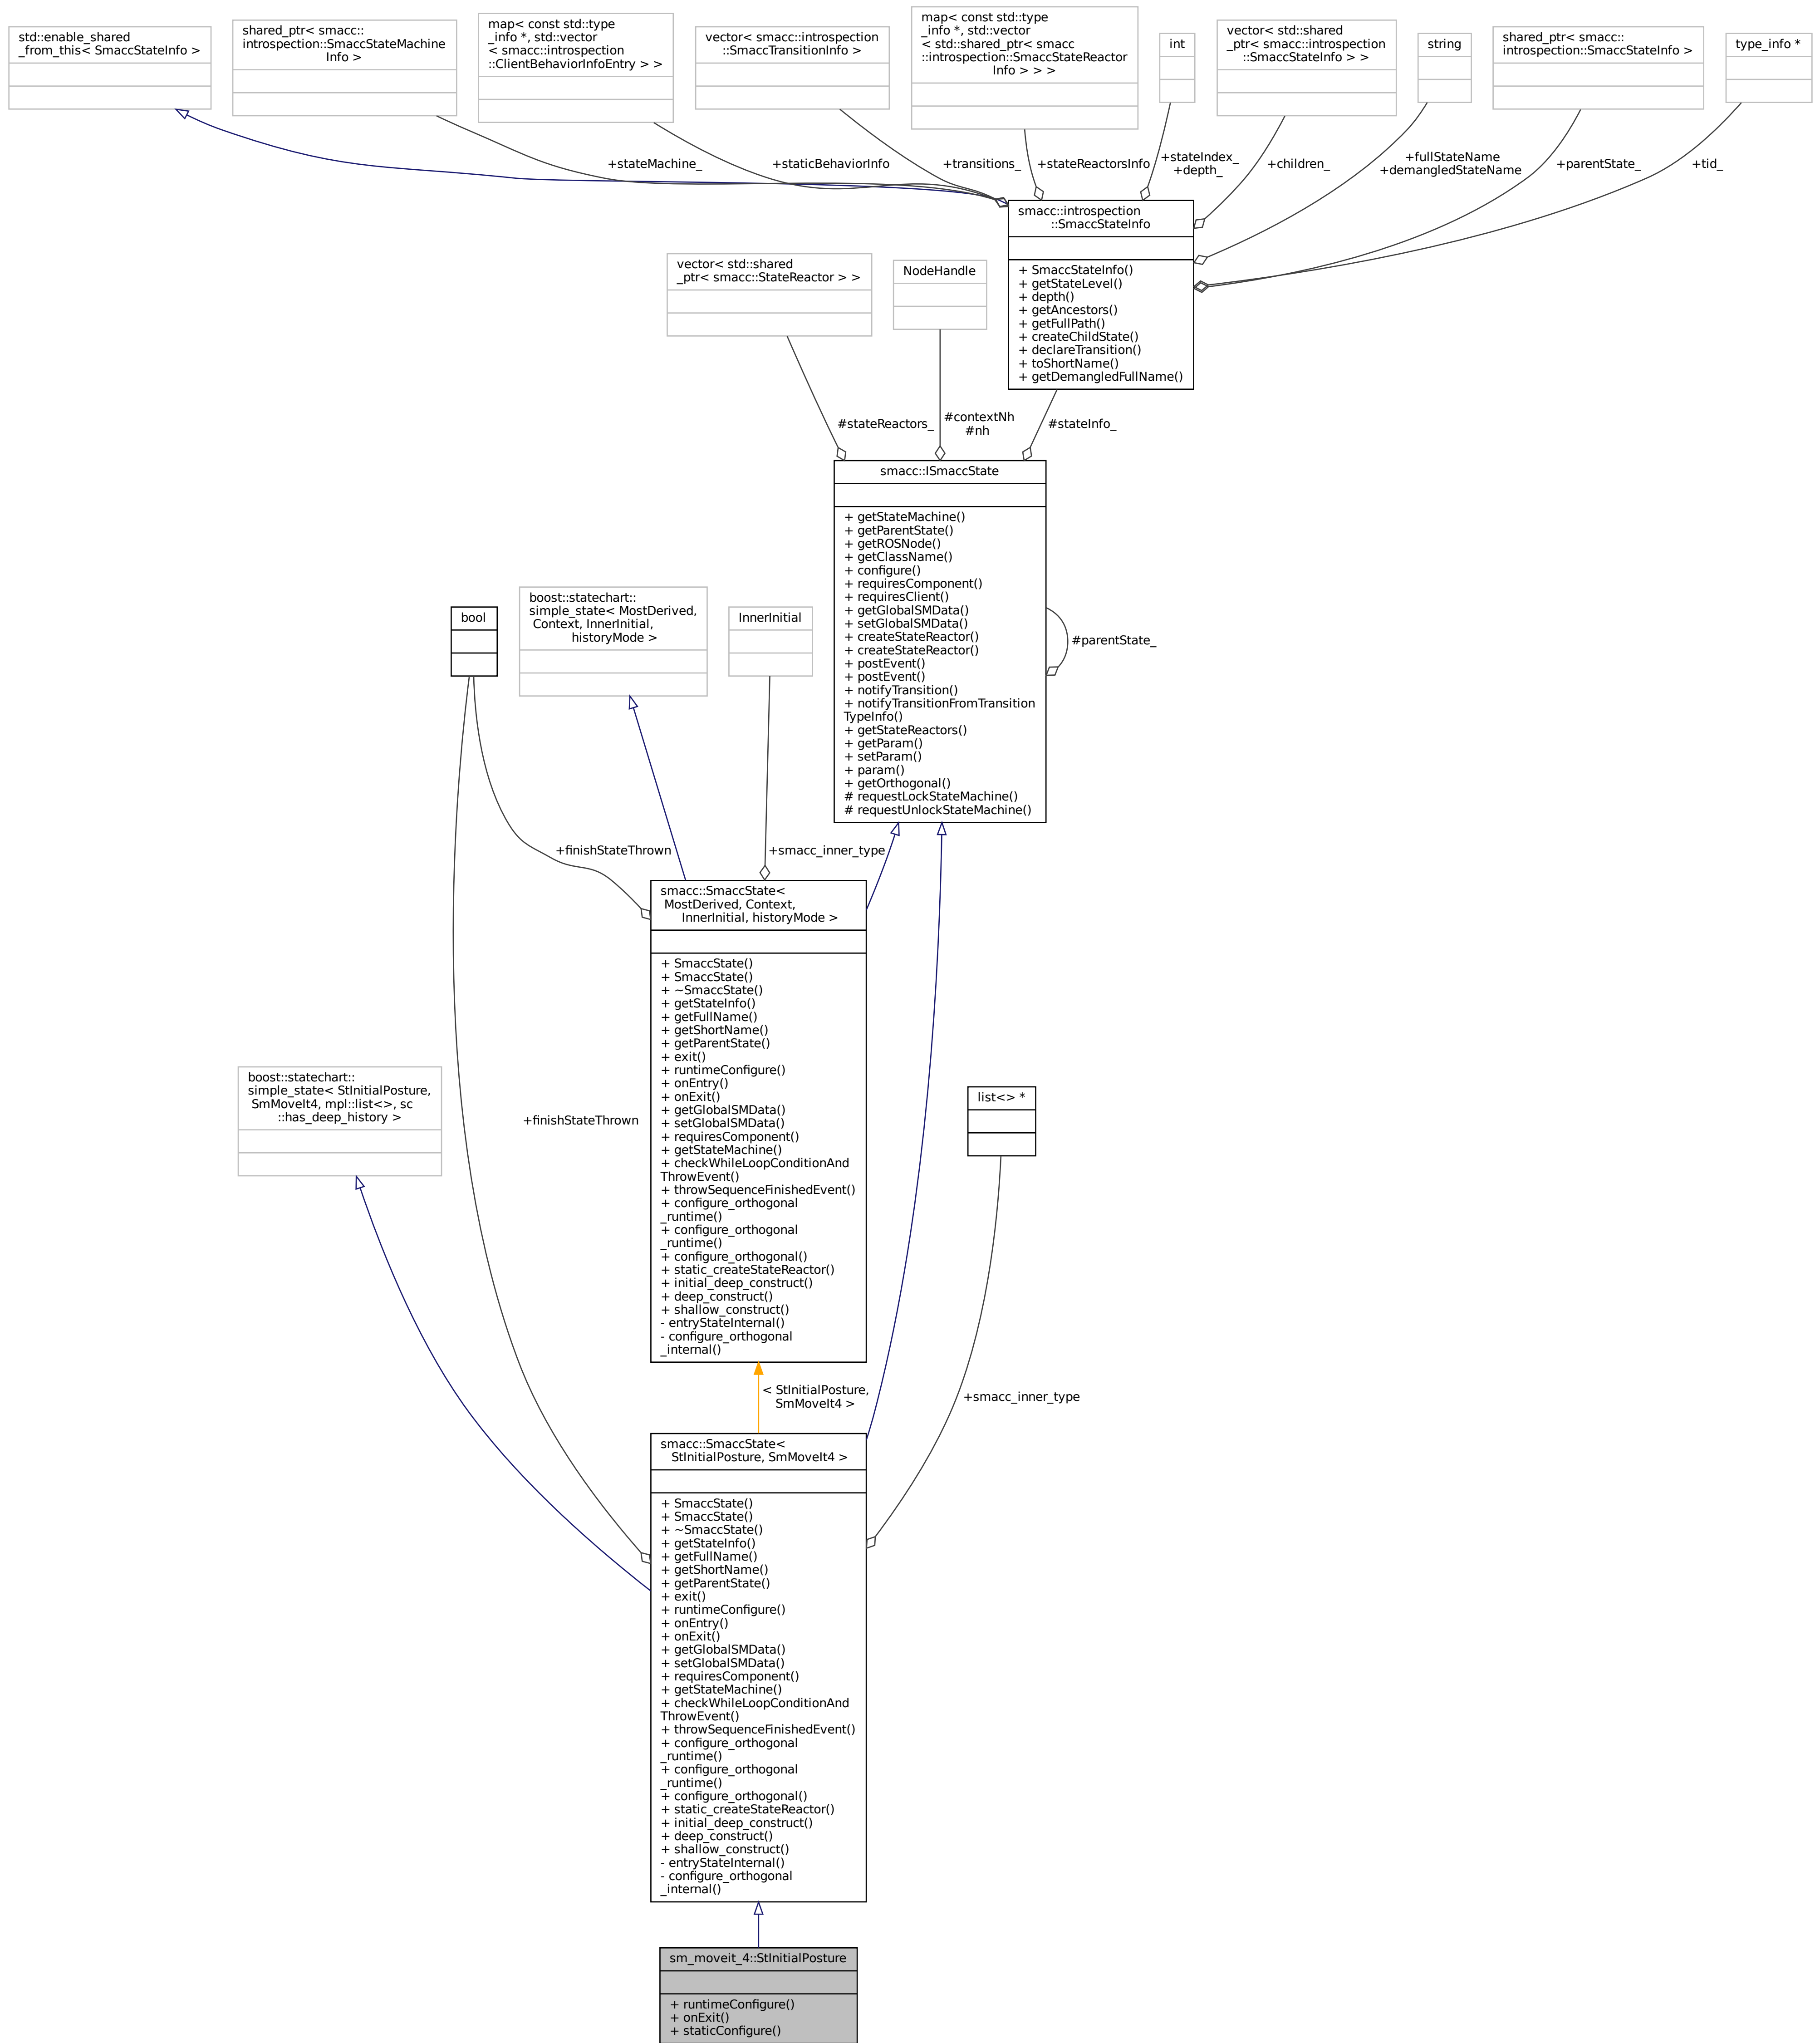 std::enable_shared
_from_this< SmaccStateInfo >
shared_ptr< smacc::
introspection::SmaccStateMachine
Info >
map< const std::type
_info *, std::vector
< smacc::introspection
::ClientBehaviorInfoEntry > >
vector< smacc::introspection
::SmaccTransitionInfo >
map< const std::type
_info *, std::vector
< std::shared_ptr< smacc
::introspection::SmaccStateReactor
Info > > >
int
vector< std::shared
_ptr< smacc::introspection
::SmaccStateInfo > >
string
shared_ptr< smacc::
introspection::SmaccStateInfo >
type_info *
+stateMachine_
+staticBehaviorInfo
+transitions_
+stateReactorsInfo
+stateIndex_
+depth_
+children_
+fullStateName
+demangledStateName
+parentState_
+tid_
smacc::introspection
::SmaccStateInfo
+ SmaccStateInfo()
+ getStateLevel()
+ depth()
+ getAncestors()
+ getFullPath()
+ createChildState()
+ declareTransition()
+ toShortName()
+ getDemangledFullName()
vector< std::shared
_ptr< smacc::StateReactor > >
NodeHandle
#stateReactors_
#contextNh
#nh
#stateInfo_
smacc::ISmaccState
+ getStateMachine()
+ getParentState()
+ getROSNode()
+ getClassName()
+ configure()
+ requiresComponent()
+ requiresClient()
+ getGlobalSMData()
+ setGlobalSMData()
+ createStateReactor()
+ createStateReactor()
+ postEvent()
+ postEvent()
+ notifyTransition()
+ notifyTransitionFromTransition
TypeInfo()
+ getStateReactors()
+ getParam()
+ setParam()
+ param()
+ getOrthogonal()
# requestLockStateMachine()
# requestUnlockStateMachine()
#parentState_
bool
boost::statechart::
simple_state< MostDerived,
Context, InnerInitial,
historyMode >
InnerInitial
+finishStateThrown
+smacc_inner_type
smacc::SmaccState<
MostDerived, Context,
InnerInitial, historyMode >
+ SmaccState()
+ SmaccState()
+ ~SmaccState()
+ getStateInfo()
+ getFullName()
+ getShortName()
+ getParentState()
+ exit()
+ runtimeConfigure()
+ onEntry()
+ onExit()
+ getGlobalSMData()
+ setGlobalSMData()
+ requiresComponent()
+ getStateMachine()
+ checkWhileLoopConditionAnd
ThrowEvent()
+ throwSequenceFinishedEvent()
+ configure_orthogonal
_runtime()
+ configure_orthogonal
_runtime()
+ configure_orthogonal()
+ static_createStateReactor()
+ initial_deep_construct()
+ deep_construct()
+ shallow_construct()
- entryStateInternal()
- configure_orthogonal
_internal()
boost::statechart::
simple_state< StInitialPosture,
SmMoveIt4, mpl::list<>, sc
::has_deep_history >
+finishStateThrown
list<> *
< StInitialPosture,
SmMoveIt4 >
+smacc_inner_type
smacc::SmaccState<
StInitialPosture, SmMoveIt4 >
+ SmaccState()
+ SmaccState()
+ ~SmaccState()
+ getStateInfo()
+ getFullName()
+ getShortName()
+ getParentState()
+ exit()
+ runtimeConfigure()
+ onEntry()
+ onExit()
+ getGlobalSMData()
+ setGlobalSMData()
+ requiresComponent()
+ getStateMachine()
+ checkWhileLoopConditionAnd
ThrowEvent()
+ throwSequenceFinishedEvent()
+ configure_orthogonal
_runtime()
+ configure_orthogonal
_runtime()
+ configure_orthogonal()
+ static_createStateReactor()
+ initial_deep_construct()
+ deep_construct()
+ shallow_construct()
- entryStateInternal()
- configure_orthogonal
_internal()
sm_moveit_4::StInitialPosture
+ runtimeConfigure()
+ onExit()
+ staticConfigure()